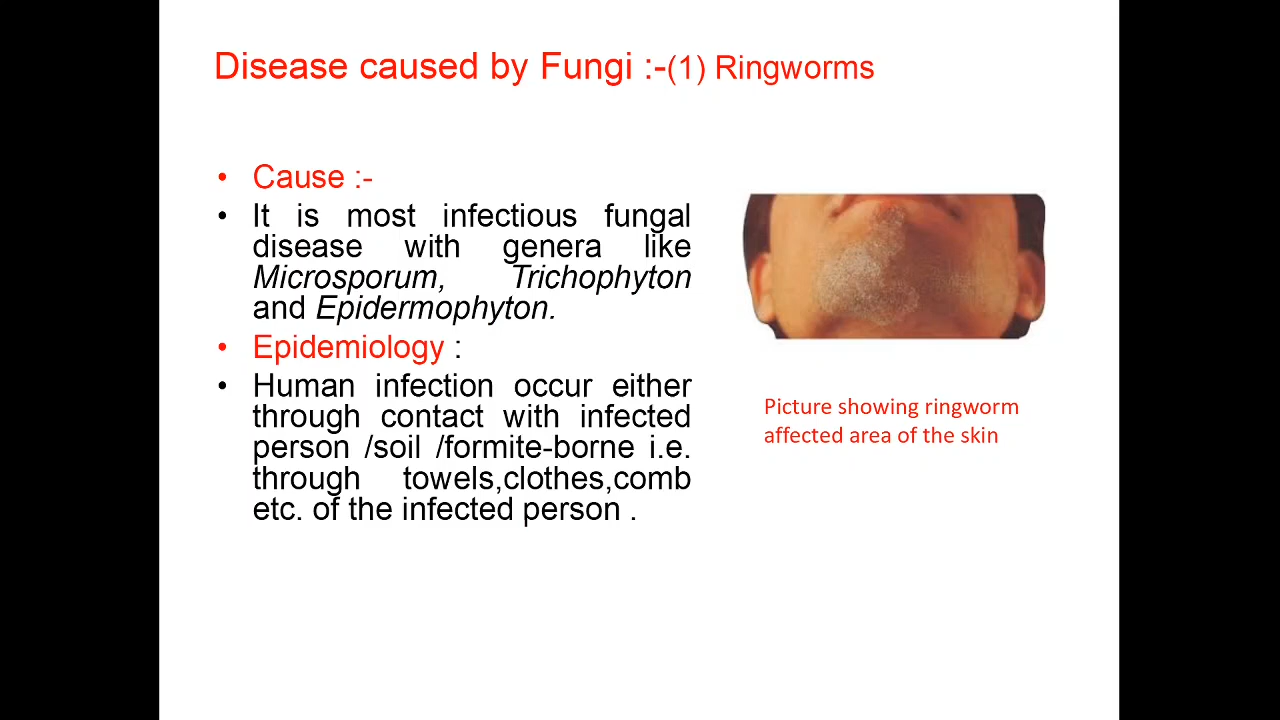 Disease caused by Fungi :-(1) Ringworms
• Cause :-
• It is most infectious fungal
disease with genera like
Microsporum, Trichophyton
and Epidermophyton.
• Epidemiology :
• Human infection occur either
through contact with infected
person /soil /formite-borne i.e.
through towels,clothes,comb
etc. of the infected person .
Picture showing ringworm
affected area of the skin